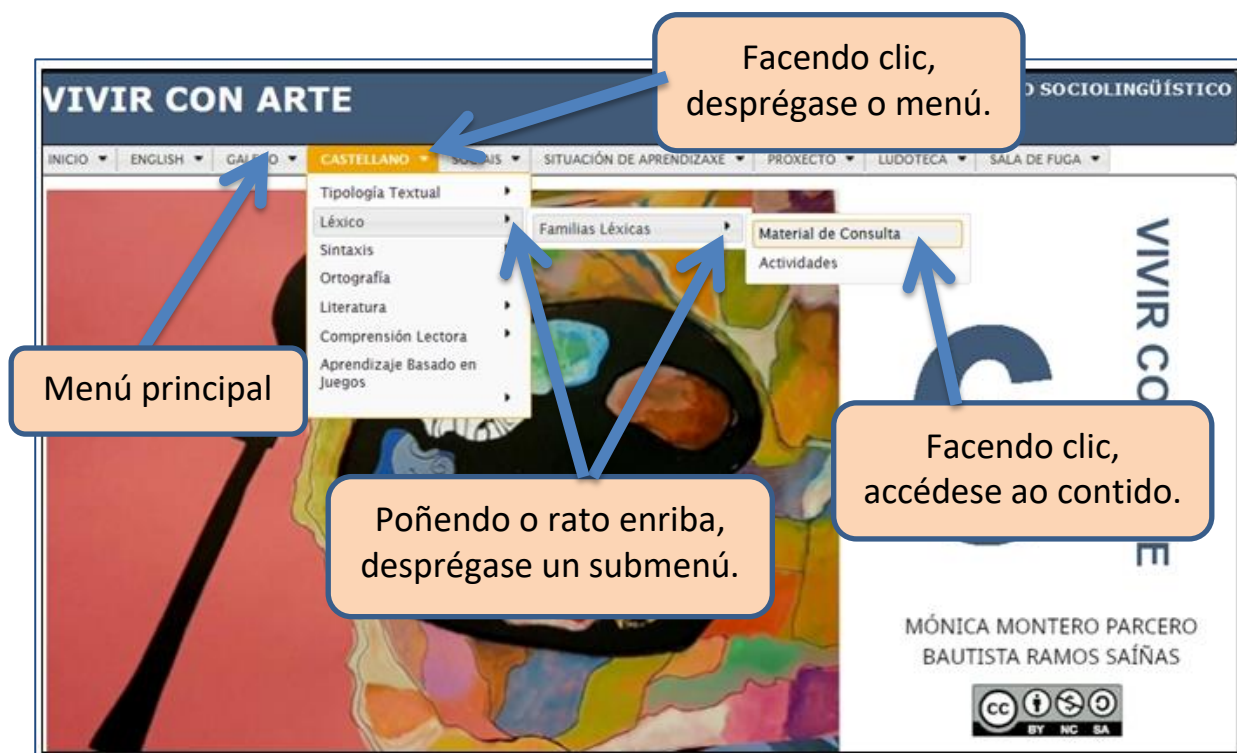 Facendo clic,
desprégase o menú.
VIVIR CON ARTE
O SOCIOLINGÜÍSTICO
INICIO ENGLISH CASTELLANO SITUACIÓN DE APRENDIZAXE PROXECTO LUDOTECA SALA DE FUGA
Tipología Textual
Léxico
Sintaxis
Ortografía
Literatura
Comprensión Lectora
Aprendizaje Basado en
Juegos
Familias Léxicas
Material de Consulta
Actividades
Menú principal
Poñendo o rato enriba,
desprégase un submenú.
Facendo clic,
accédese ao contido.
VIVIR CO
E
C
MÓNICA MONTERO PARCERO
BAUTISTA RAMOS SAÍÑAS
cc
BY NC SA